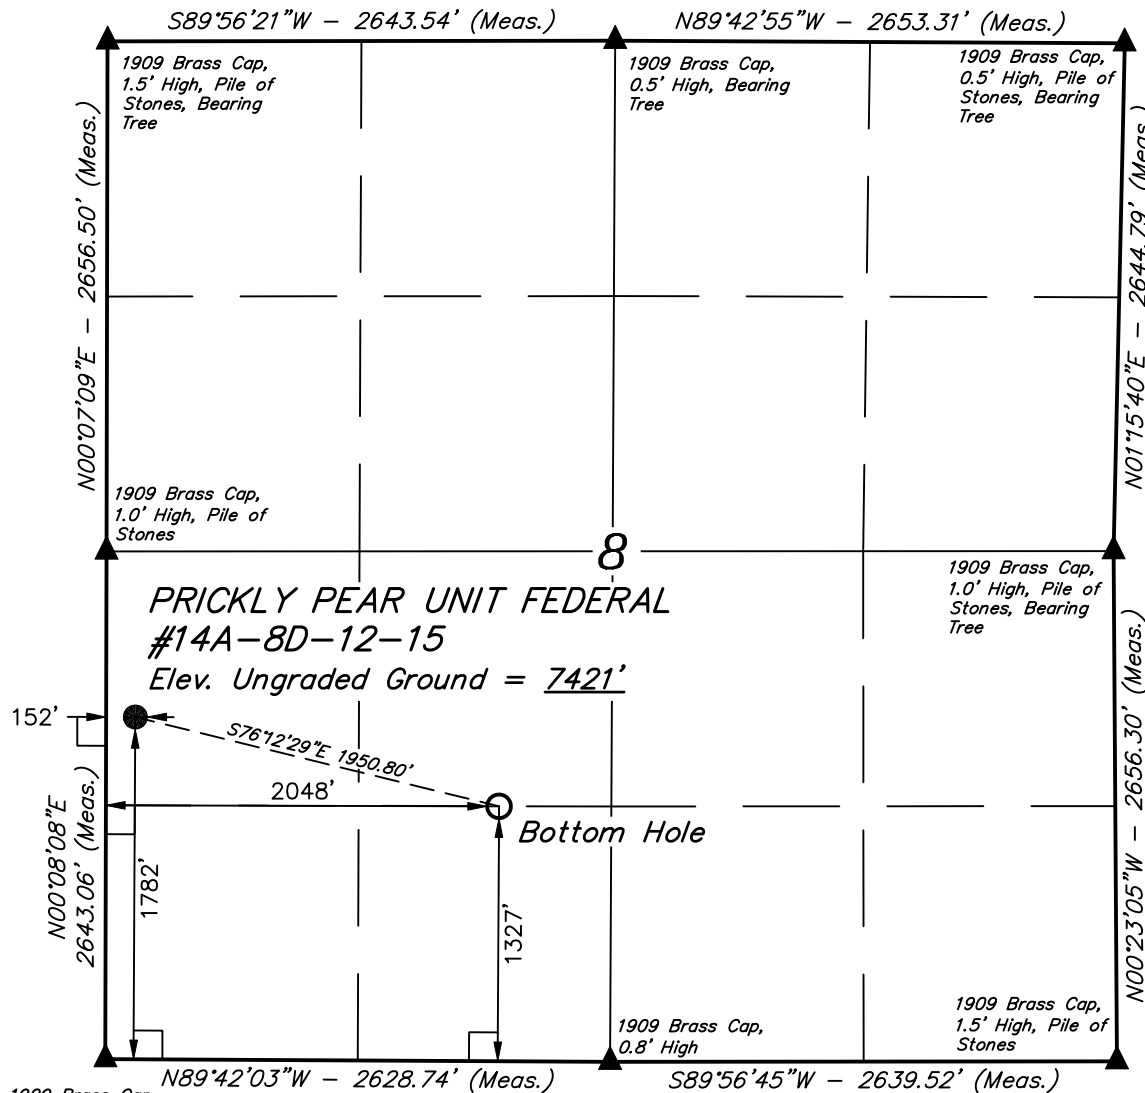 S89°56'21"W - 2643.54' (Meas.)
N89°42'55"W - 2653.31' (Meas.)
1909 Brass Cap,
1.5' High, Pile of
Stones, Bearing
Tree
1909 Brass Cap,
0.5' High, Bearing
Tree
1909 Brass Cap,
0.5' High, Pile of
Stones, Bearing
Tree
N00°07'09"E - 2656.50' (Meas.)
N01°15'40"E - 2644.79' (Meas.)
1909 Brass Cap,
1.0' High, Pile of
Stones
8
1909 Brass Cap,
1.0' High, Pile of
Stones, Bearing
Tree
PRICKLY PEAR UNIT FEDERAL
#14A-8D-12-15
Elev. Ungraded Ground = 7421'
152'
S76°12'29"E 1950.80'
2048'
Bottom Hole
N00°08'08"E
2643.06' (Meas.)
1782'
1327'
N00°23'05"W - 2656.30' (Meas.)
1909 Brass Cap,
0.8' High
1909 Brass Cap,
1.5' High, Pile of
Stones
N89°42'03"W - 2628.74' (Meas.)
S89°56'45"W - 2639.52' (Meas.)
1909 Brass Cap